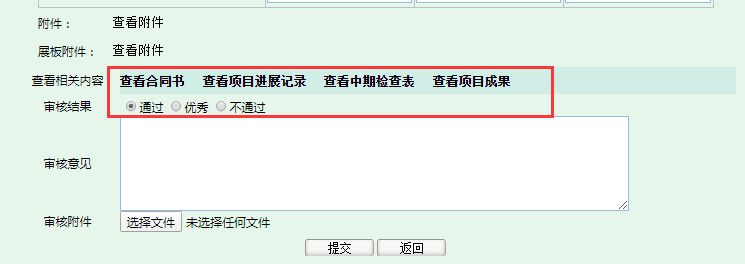 附件： 查看附件
展板附件： 查看附件
查看相关内容 查看合同书 查看项目进展记录 查看中期检查表 查看项目成果
审核结果 通过 优秀 不通过
审核意见
审核附件 选择文件 未选择任何文件
提交 返回